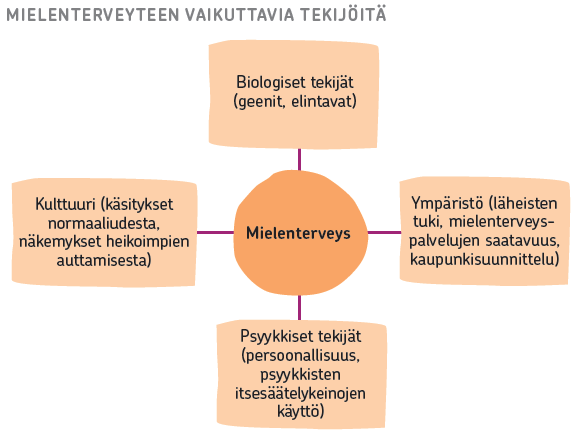 MIELENTERVEYTEEN VAIKUTTAVIA TEKIJÖITÄ
Biologiset tekijät
(geenit, elintavat)
Kulttuuri (käsitykset
normaaliudesta,
näkemykset heikoimpien
auttamisesta)
Mielenterveys
Ympäristö (läheisten
tuki, mielenterveys-
palvelujen saatavuus,
kaupunkisuunnittelu)
Psyykkiset tekijät
(persoonallisuus,
psyykkisten
itsesäätelykeinojen
käyttö)